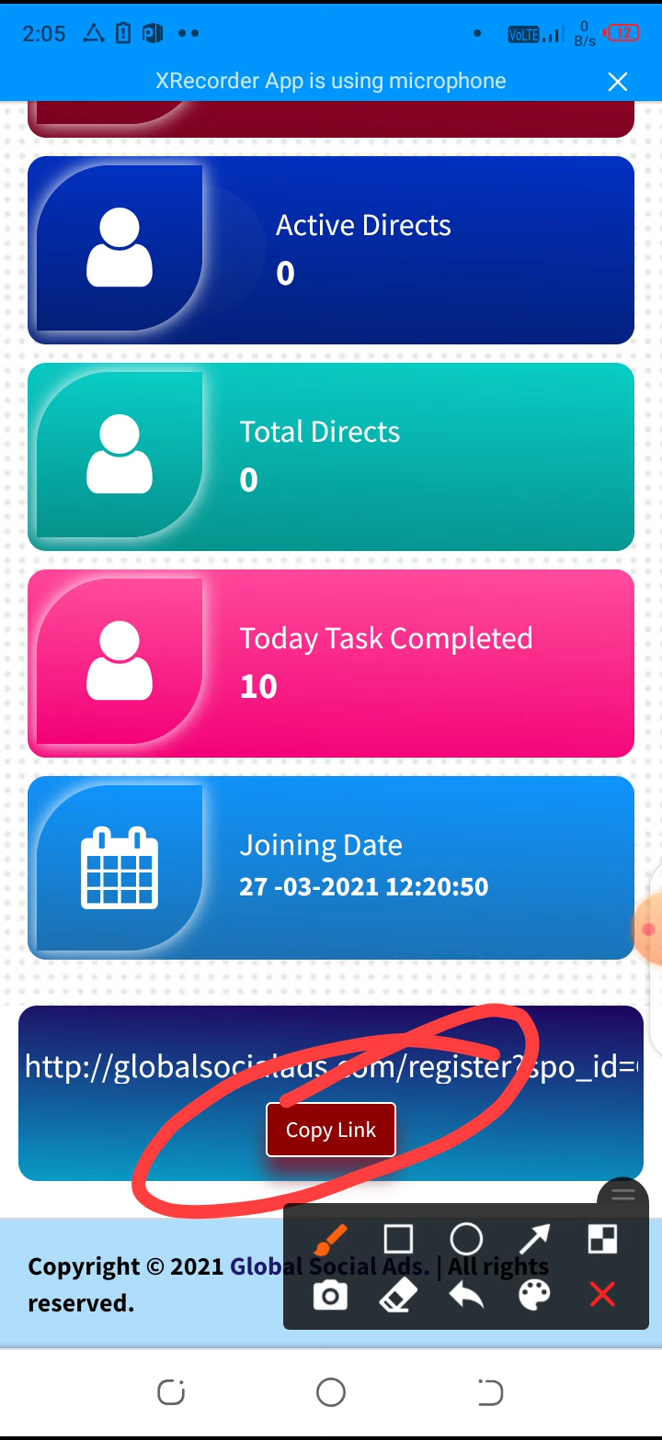 2:05 VoLTE 0 B/s 12
XRecorder App is using microphone
Active Directs
0
Total Directs
0
Today Task Completed
10
Joining Date
27 -03-2021 12:20:50
http://globalsocialads.com/register?spo_id=
Copy Link
Copyright © 2021 Global Social Ads. | All rights
reserved.